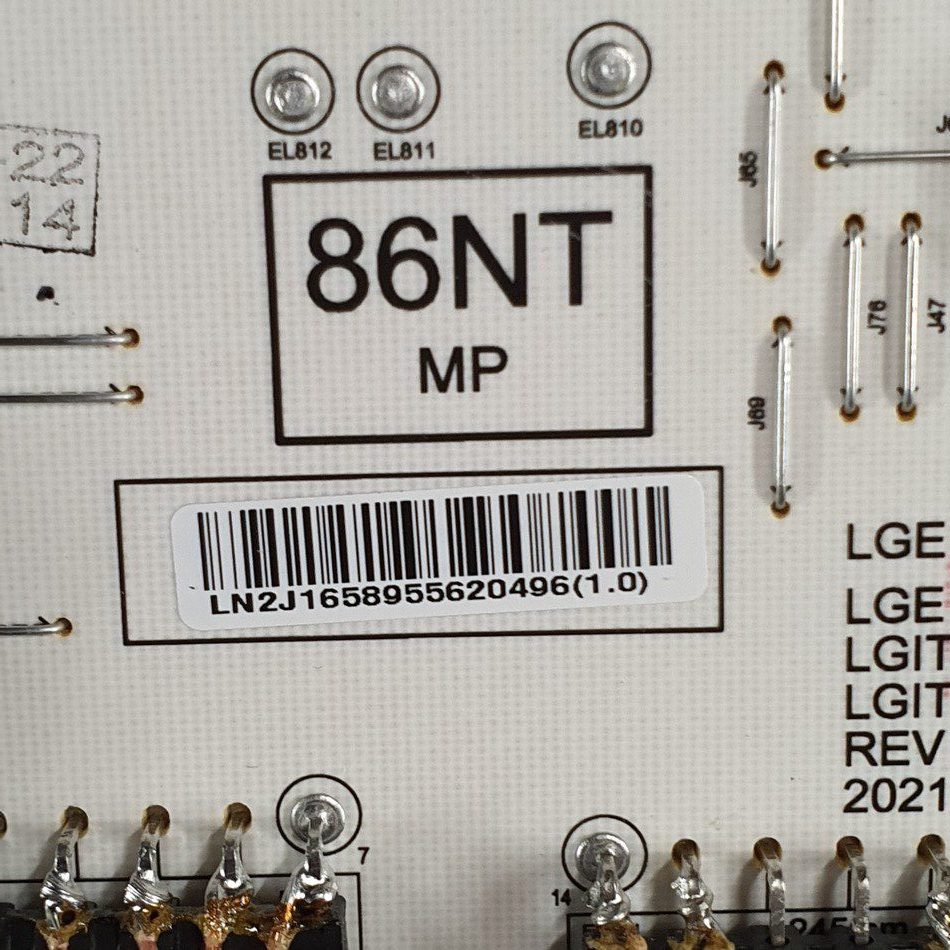 EL812 EL811 EL810
22
14
86NT
MP
J65
J76
J47
J69
LN2J1658955620496(1.0)
LGE
LGE
LGIT
LGIT
REV
2021
7
14